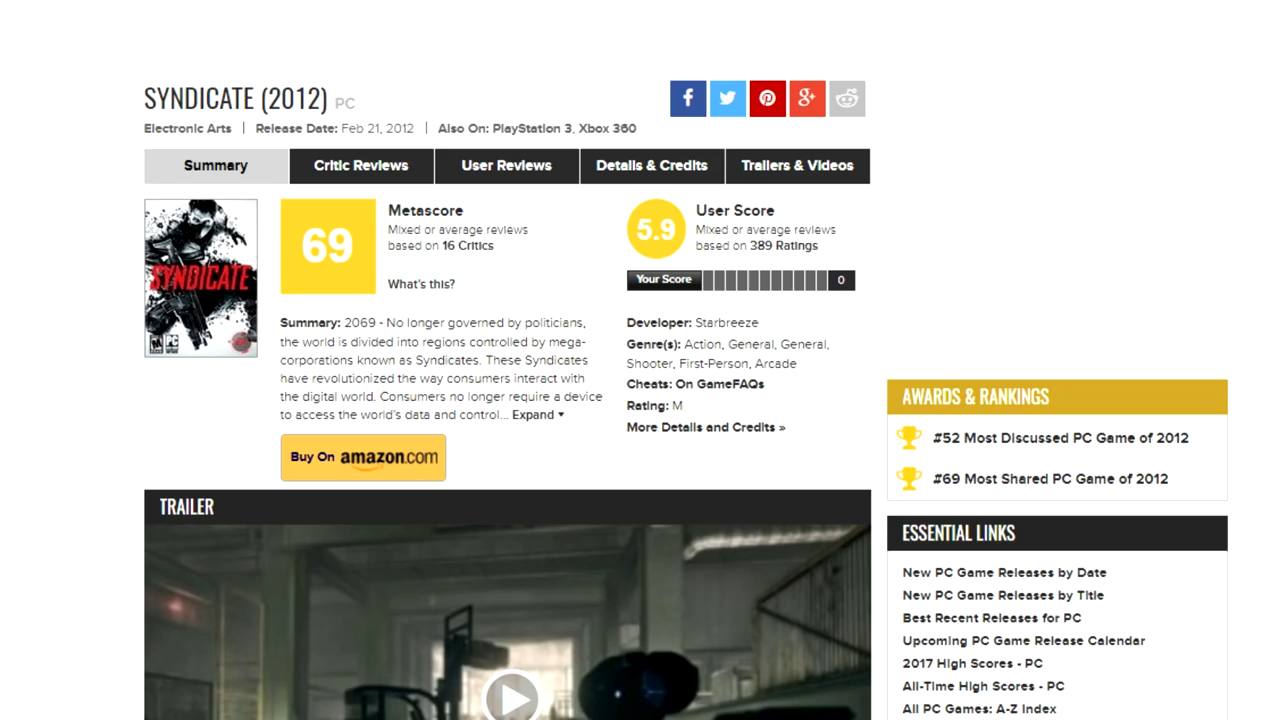 SYNDICATE (2012) PC
Electronic Arts | Release Date: Feb 21, 2012 | Also On: PlayStation 3, Xbox 360
Summary
Critic Reviews
User Reviews
Details & Credits
Trailers & Videos
SYNDICATE
M
PC
69
Metascore
Mixed or average reviews
based on 16 Critics
What's this?
5.9
User Score
Mixed or average reviews
based on 389 Ratings
Your Score
0
Summary: 2069 - No longer governed by politicians,
the world is divided into regions controlled by mega-
corporations known as Syndicates. These Syndicates
have revolutionized the way consumers interact with
the digital world. Consumers no longer require a device
to access the world's data and control... Expand
Buy On amazon.com
Developer: Starbreeze
Genre(s): Action, General, General,
Shooter, First-Person, Arcade
Cheats: On GameFAQs
Rating: M
More Details and Credits »
TRAILER
AWARDS & RANKINGS
#52 Most Discussed PC Game of 2012
#69 Most Shared PC Game of 2012
ESSENTIAL LINKS
New PC Game Releases by Date
New PC Game Releases by Title
Best Recent Releases for PC
Upcoming PC Game Release Calendar
2017 High Scores - PC
All-Time High Scores - PC
All PC Games: A-Z Index